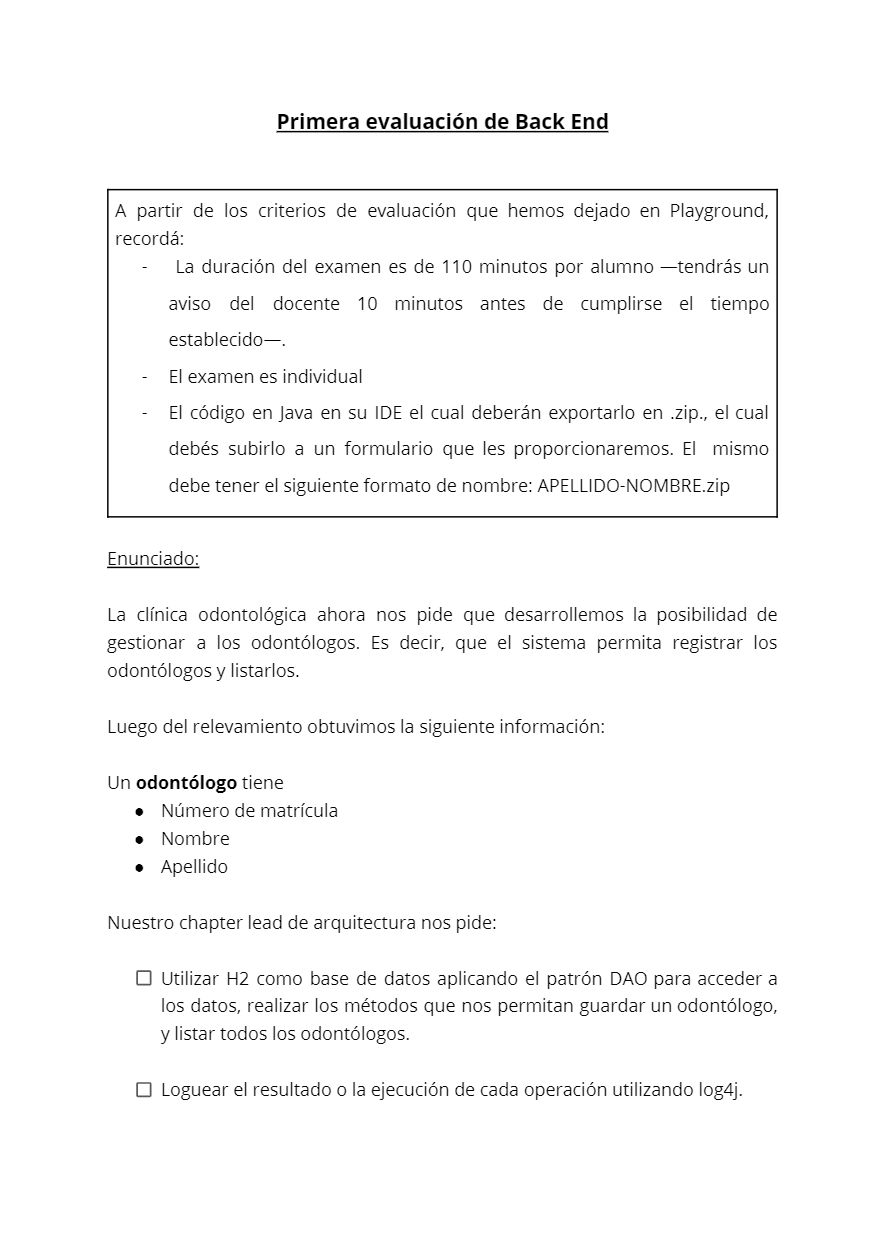 Primera evaluación de Back End
A partir de los criterios de evaluación que hemos dejado en Playground,
recordá:
- La duración del examen es de 110 minutos por alumno —tendrás un
aviso del docente 10 minutos antes de cumplirse el tiempo
establecido—.
- El examen es individual
- El código en Java en su IDE el cual deberán exportarlo en .zip., el cual
debés subirlo a un formulario que les proporcionaremos. El mismo
debe tener el siguiente formato de nombre: APELLIDO-NOMBRE.zip
Enunciado:
La clínica odontológica ahora nos pide que desarrollemos la posibilidad de
gestionar a los odontólogos. Es decir, que el sistema permita registrar los
odontólogos y listarlos.
Luego del relevamiento obtuvimos la siguiente información:
Un odontólogo tiene
● Número de matrícula
● Nombre
● Apellido
Nuestro chapter lead de arquitectura nos pide:
☐ Utilizar H2 como base de datos aplicando el patrón DAO para acceder a
los datos, realizar los métodos que nos permitan guardar un odontólogo,
y listar todos los odontólogos.
☐ Loguear el resultado o la ejecución de cada operación utilizando log4j.